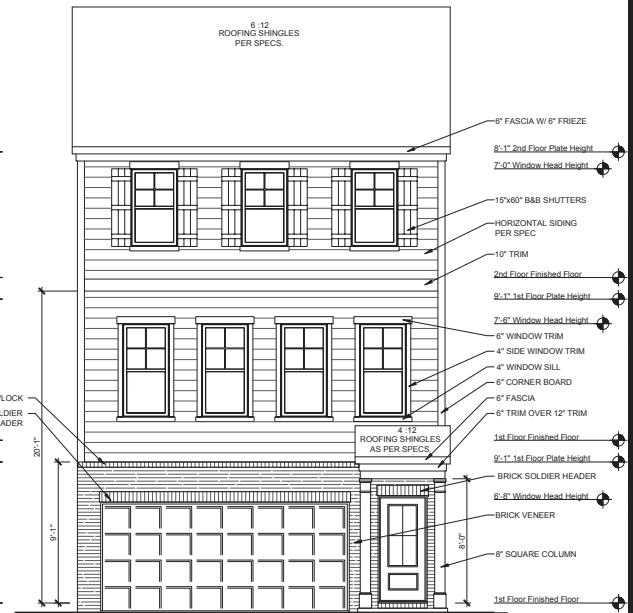 6 :12
ROOFING SHINGLES
PER SPECS.
6" FASCIA W/ 6" FRIEZE
8'-1" 2nd Floor Plate Height
7'-0" Window Head Height
15"x60" B&B SHUTTERS
HORIZONTAL SIDING
PER SPEC
10" TRIM
2nd Floor Finished Floor
9'-1" 1st Floor Plate Height
7'-6" Window Head Height
6" WINDOW TRIM
4" SIDE WINDOW TRIM
4" WINDOW SILL
6" CORNER BOARD
6" FASCIA
6" TRIM OVER 12" TRIM
4 :12
ROOFING SHINGLES
AS PER SPECS.
1st Floor Finished Floor
9'-1" 1st Floor Plate Height
BRICK SOLDIER HEADER
6'-8" Window Head Height
BRICK VENEER
8" SQUARE COLUMN
1st Floor Finished Floor
/LOCK
LDIER
ADER
20'-1"
9'-1"
8'-0"